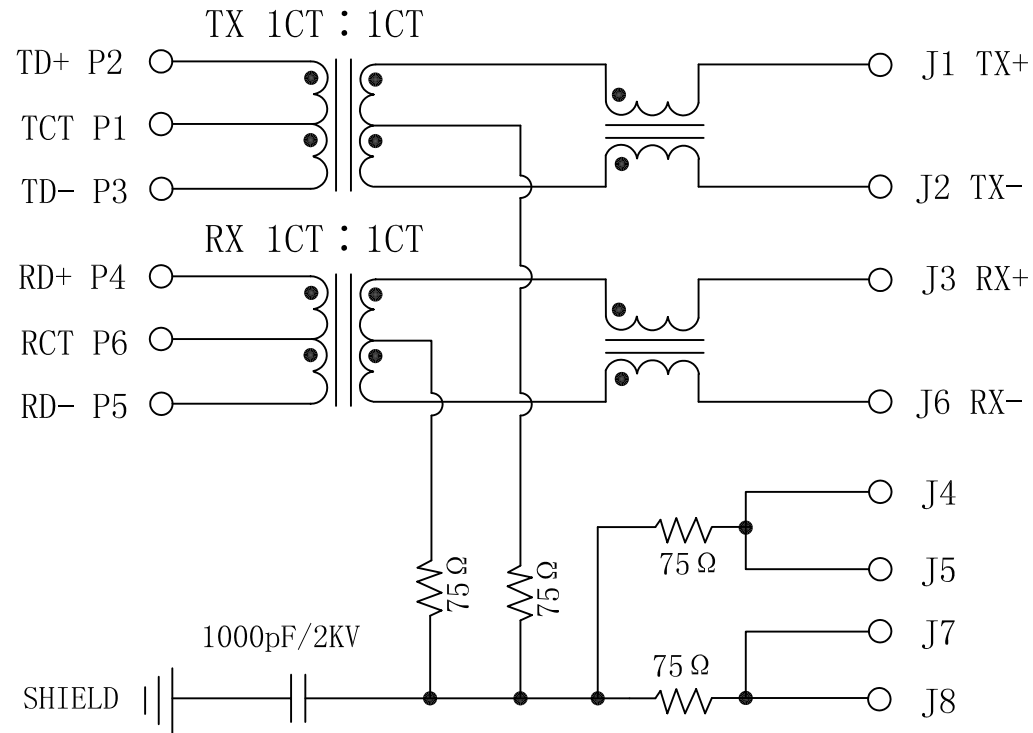 TX 1CT：1CT
TD+ P2
J1 TX+
TCT P1
TD- P3
J2 TX-
RX 1CT：1CT
RD+ P4
J3 RX+
RCT P6
RD- P5
J6 RX-
J4
75Ω
J5
75Ω
75Ω
1000pF/2KV
J7
75Ω
SHIELD
J8